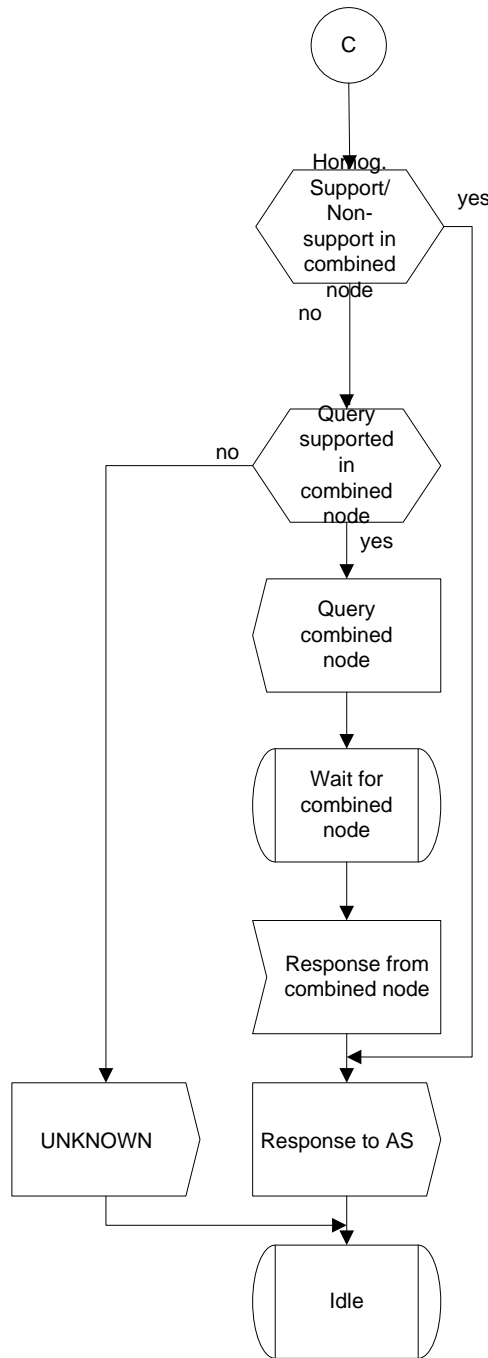 C
Homog.
Support/
Non-
support in
combined
node
yes
no
Query
supported
in
combined
node
no
yes
Query
combined
node
Wait for
combined
node
Response from
combined node
UNKNOWN
Response to AS
Idle